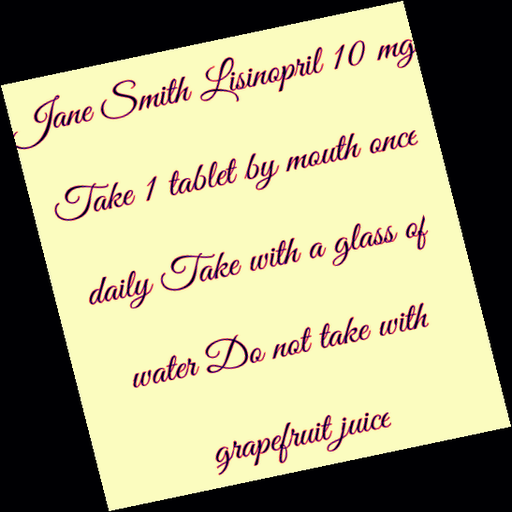 Jane Smith Lisinopril 10 mg
Take 1 tablet by mouth once
daily Take with a glass of
water Do not take with
grapefruit juice